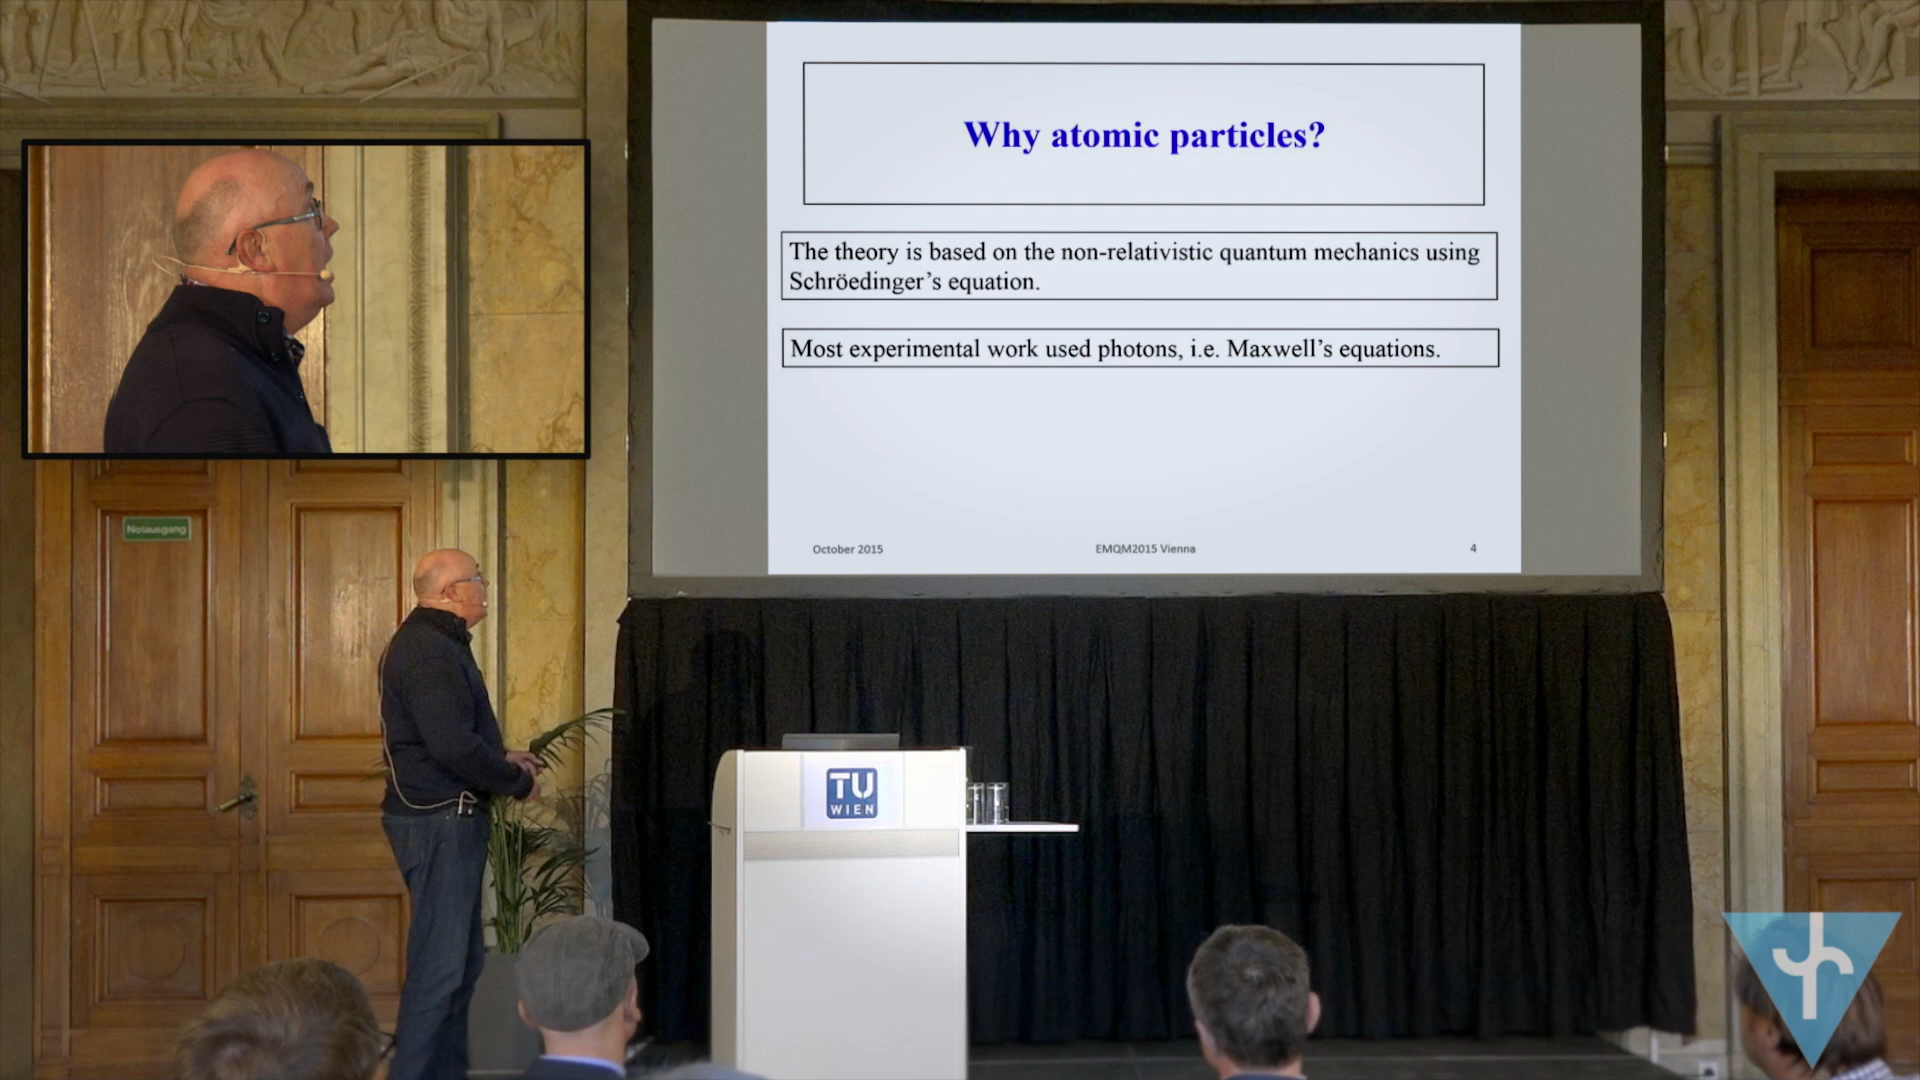 Why atomic particles?
The theory is based on the non-relativistic quantum mechanics using
Schröedinger's equation.
Most experimental work used photons, i.e. Maxwell's equations.
October 2015
EMQM2015 Vienna
4
Notausgang
TU
WIEN